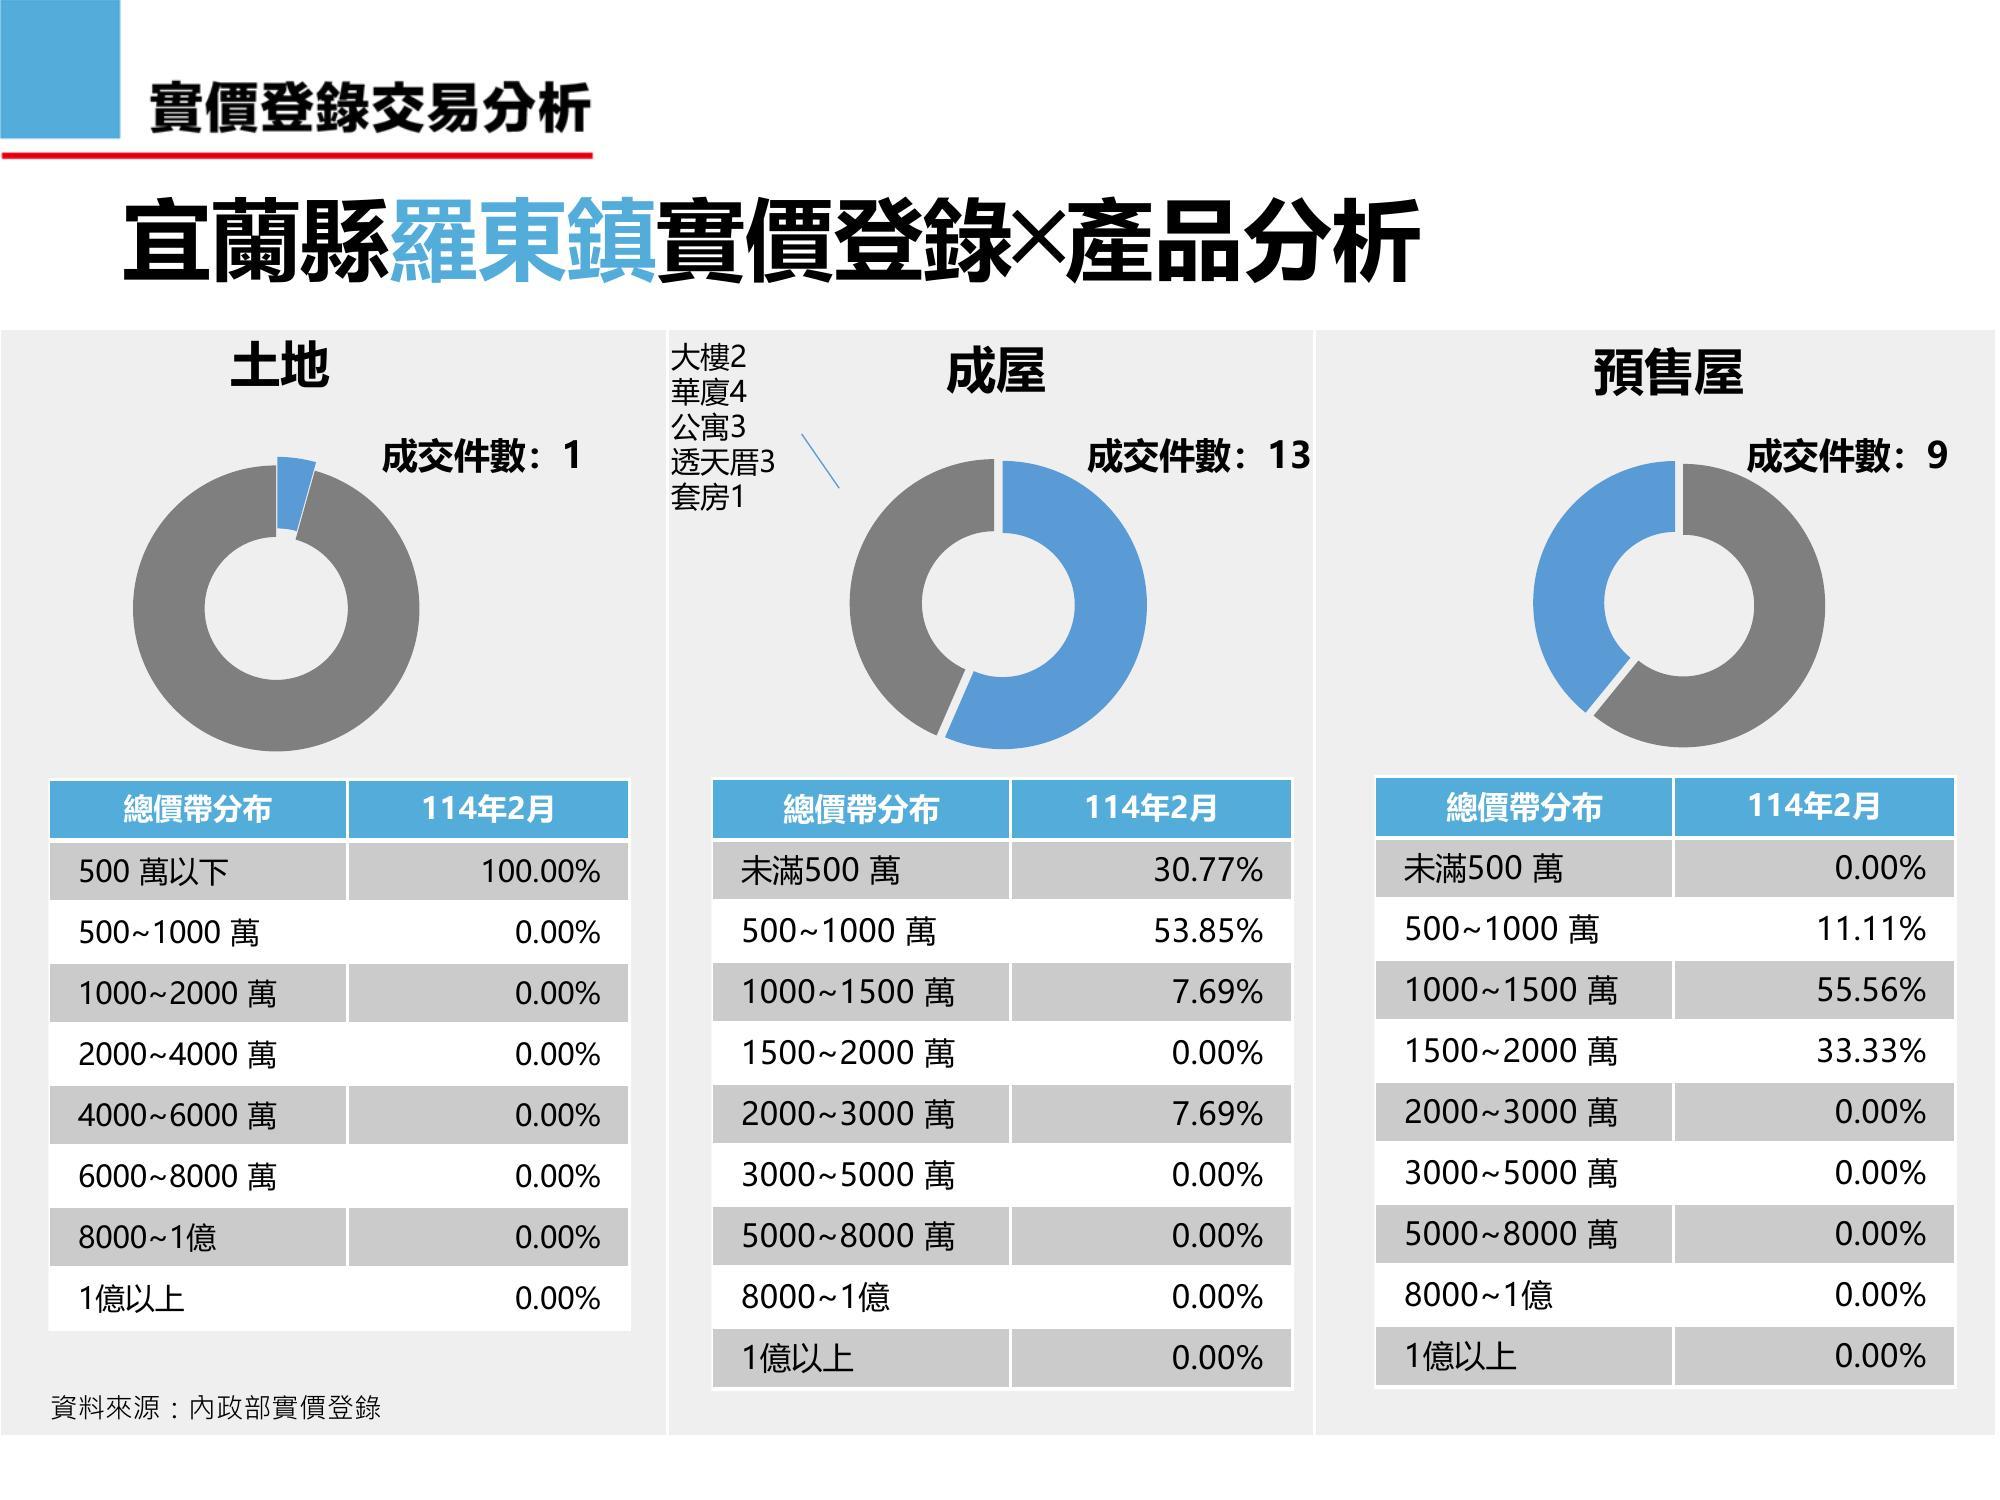 實價登錄交易分析
宜蘭縣羅東鎮實價登錄×產品分析
土地
成交件數：1
總價帶分布 114年2月
500 萬以下 100.00%
500~1000 萬 0.00%
1000~2000 萬 0.00%
2000~4000 萬 0.00%
4000~6000 萬 0.00%
6000~8000 萬 0.00%
8000~1億 0.00%
1億以上 0.00%
資料來源：內政部實價登錄
大樓2
華廈4
公寓3
透天厝3
套房1
成屋
成交件數：13
總價帶分布 114年2月
未滿500 萬 30.77%
500~1000 萬 53.85%
1000~1500 萬 7.69%
1500~2000 萬 0.00%
2000~3000 萬 7.69%
3000~5000 萬 0.00%
5000~8000 萬 0.00%
8000~1億 0.00%
1億以上 0.00%
預售屋
成交件數：9
總價帶分布 114年2月
未滿500 萬 0.00%
500~1000 萬 11.11%
1000~1500 萬 55.56%
1500~2000 萬 33.33%
2000~3000 萬 0.00%
3000~5000 萬 0.00%
5000~8000 萬 0.00%
8000~1億 0.00%
1億以上 0.00%